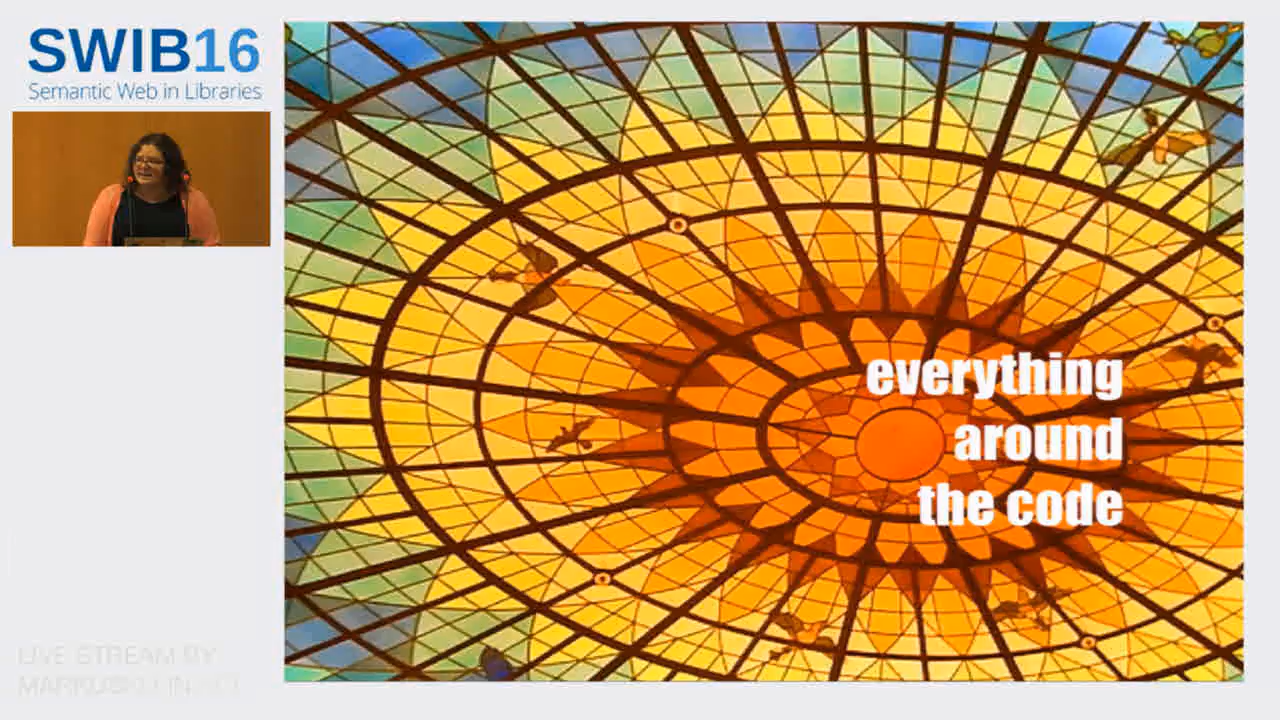 SWIB16
Semantic Web in Libraries
everything
around
the code
LIVE STREAM BY